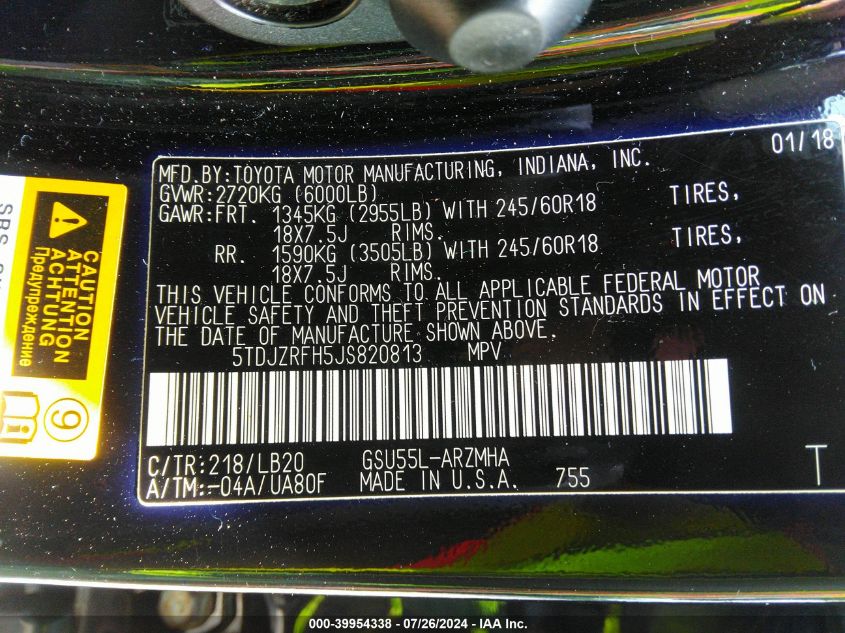 MFD.BY:TOYOTA MOTOR MANUFACTURING, INDIANA, INC. 01/18
GVWR:2720KG (6000LB)
GAWR:FRT. 1345KG (2955LB) WITH 245/60R18 TIRES,
18X7.5J RIMS.
RR. 1590KG (3505LB) WITH 245/60R18 TIRES,
18X7.5J RIMS.
THIS VEHICLE CONFORMS TO ALL APPLICABLE FEDERAL MOTOR
VEHICLE SAFETY AND THEFT PREVENTION STANDARDS IN EFFECT ON
THE DATE OF MANUFACTURE SHOWN ABOVE.
5TDJZRFH5JS820813 MPV
C/TR:218/LB20 GSU55L-ARZMHA
A/TM:-04A/UA80F MADE IN U.S.A. 755 T
CAUTION
ATTENTION
ACHTUNG
Предупреждение
9
000-39954338 - 07/26/2024 - IAA Inc.